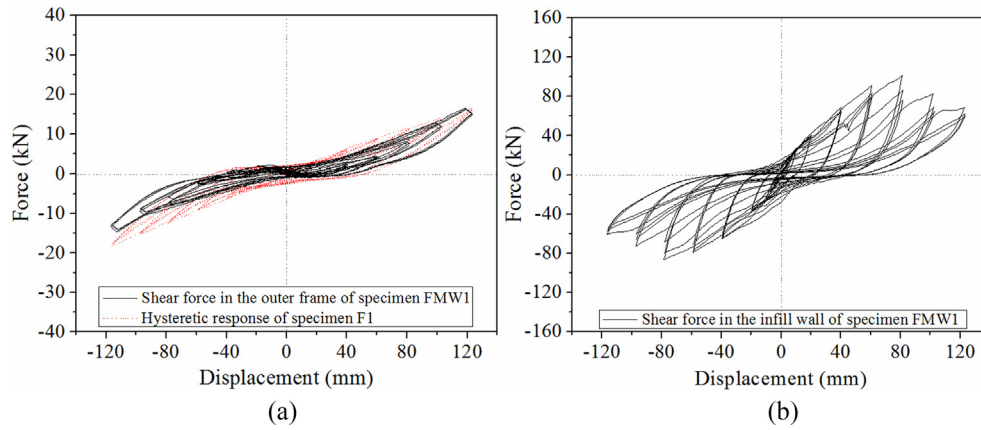 40
30
20
10
0
-10
-20
-30
-40
Force (kN)
Shear force in the outer frame of specimen FMW1
Hysteretic response of specimen F1
-120 -80 -40 0 40 80 120
Displacement (mm)
(a)
160
120
80
40
0
-40
-80
-120
-160
Force (kN)
Shear force in the infill wall of specimen FMW1
-120 -80 -40 0 40 80 120
Displacement (mm)
(b)